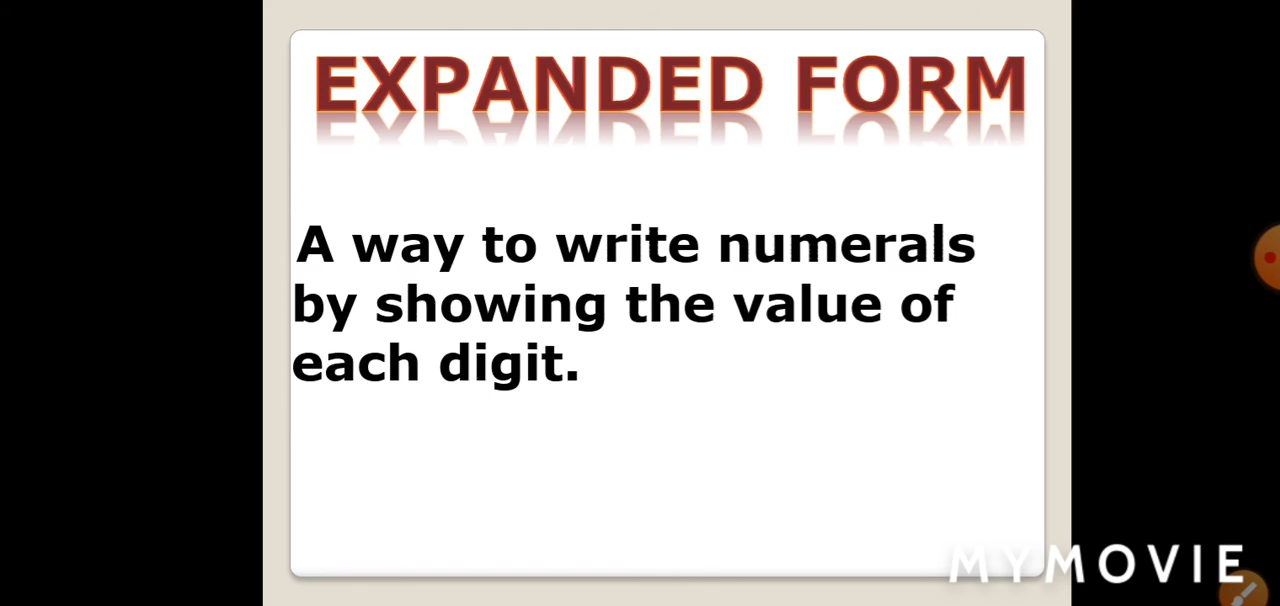 EXPANDED FORM
A way to write numerals
by showing the value of
each digit.
MYMOVIE